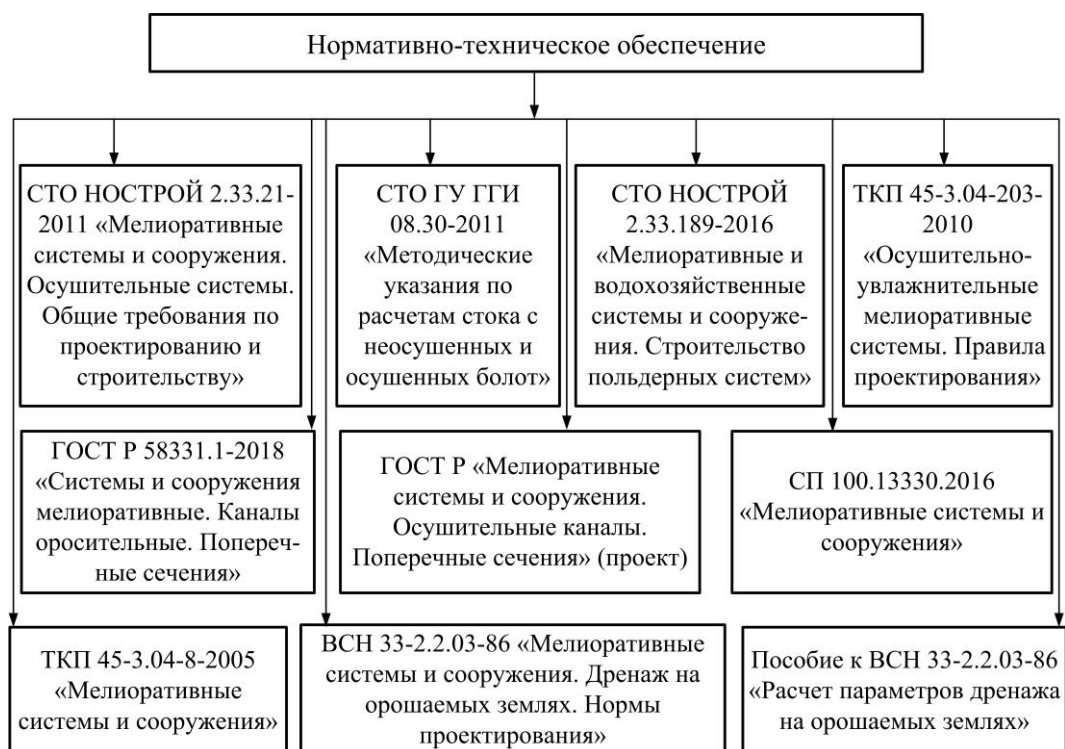 Нормативно-техническое обеспечение
СТО НОСТРОЙ 2.33.21-
2011 «Мелиоративные
системы и сооружения.
Осушительные системы.
Общие требования по
проектированию и
строительству»
СТО ГУ ГГИ
08.30-2011
«Методические
указания по
расчетам стока с
неосушенных и
осушенных болот»
СТО НОСТРОЙ
2.33.189-2016
«Мелиоративные и
водохозяйственные
системы и сооруже-
ния. Строительство
польдерных систем»
ТКП 45-3.04-203-
2010
«Осушительно-
увлажнительные
мелиоративные
системы. Правила
проектирования»
ГОСТ Р 58331.1-2018
«Системы и сооружения
мелиоративные. Каналы
оросительные. Попереч-
ные сечения»
ГОСТ Р «Мелиоративные
системы и сооружения.
Осушительные каналы.
Поперечные сечения» (проект)
СП 100.13330.2016
«Мелиоративные системы и
сооружения»
ТКП 45-3.04-8-2005
«Мелиоративные
системы и сооружения»
ВСН 33-2.2.03-86 «Мелиоративные
системы и сооружения. Дренаж на
орошаемых землях. Нормы
проектирования»
Пособие к ВСН 33-2.2.03-86
«Расчет параметров дренажа
на орошаемых землях»